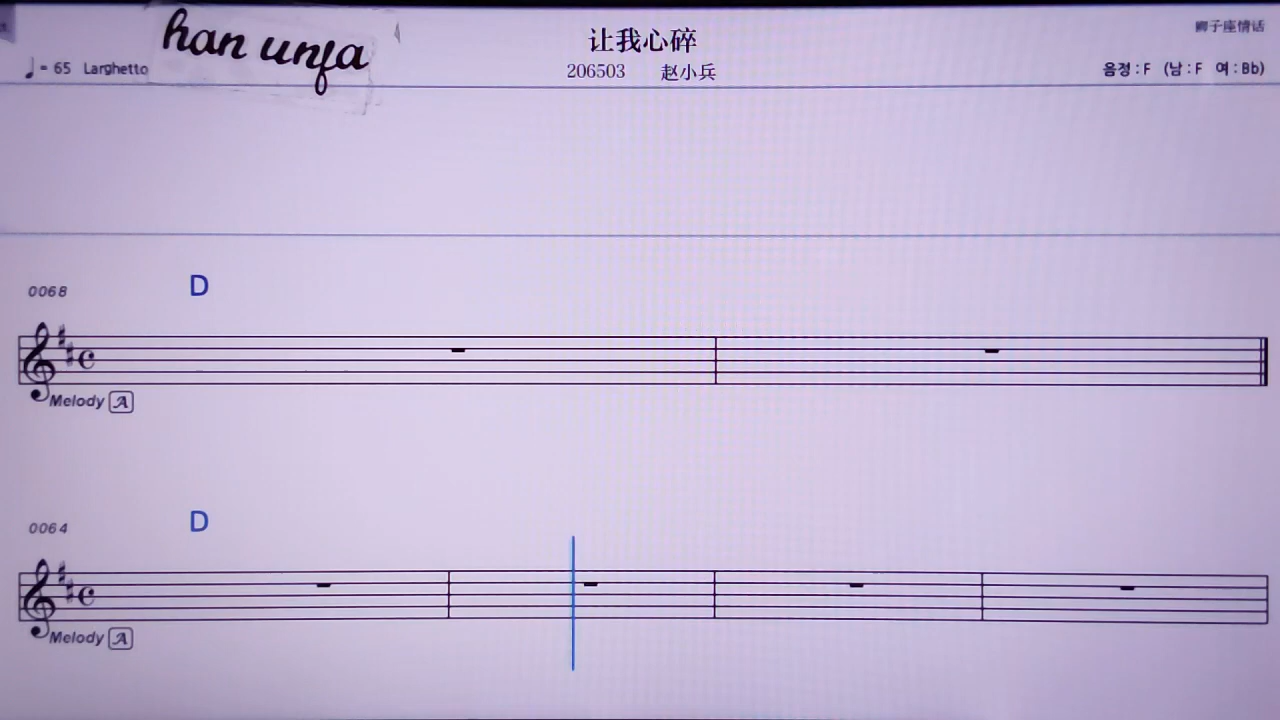 han unfa
让我心碎
狮子座情话
♩= 65 Larghetto
206503 赵小兵
음정 : F (남 : F 여 : Bb)
0068
D
Melody A
0064
D
Melody A